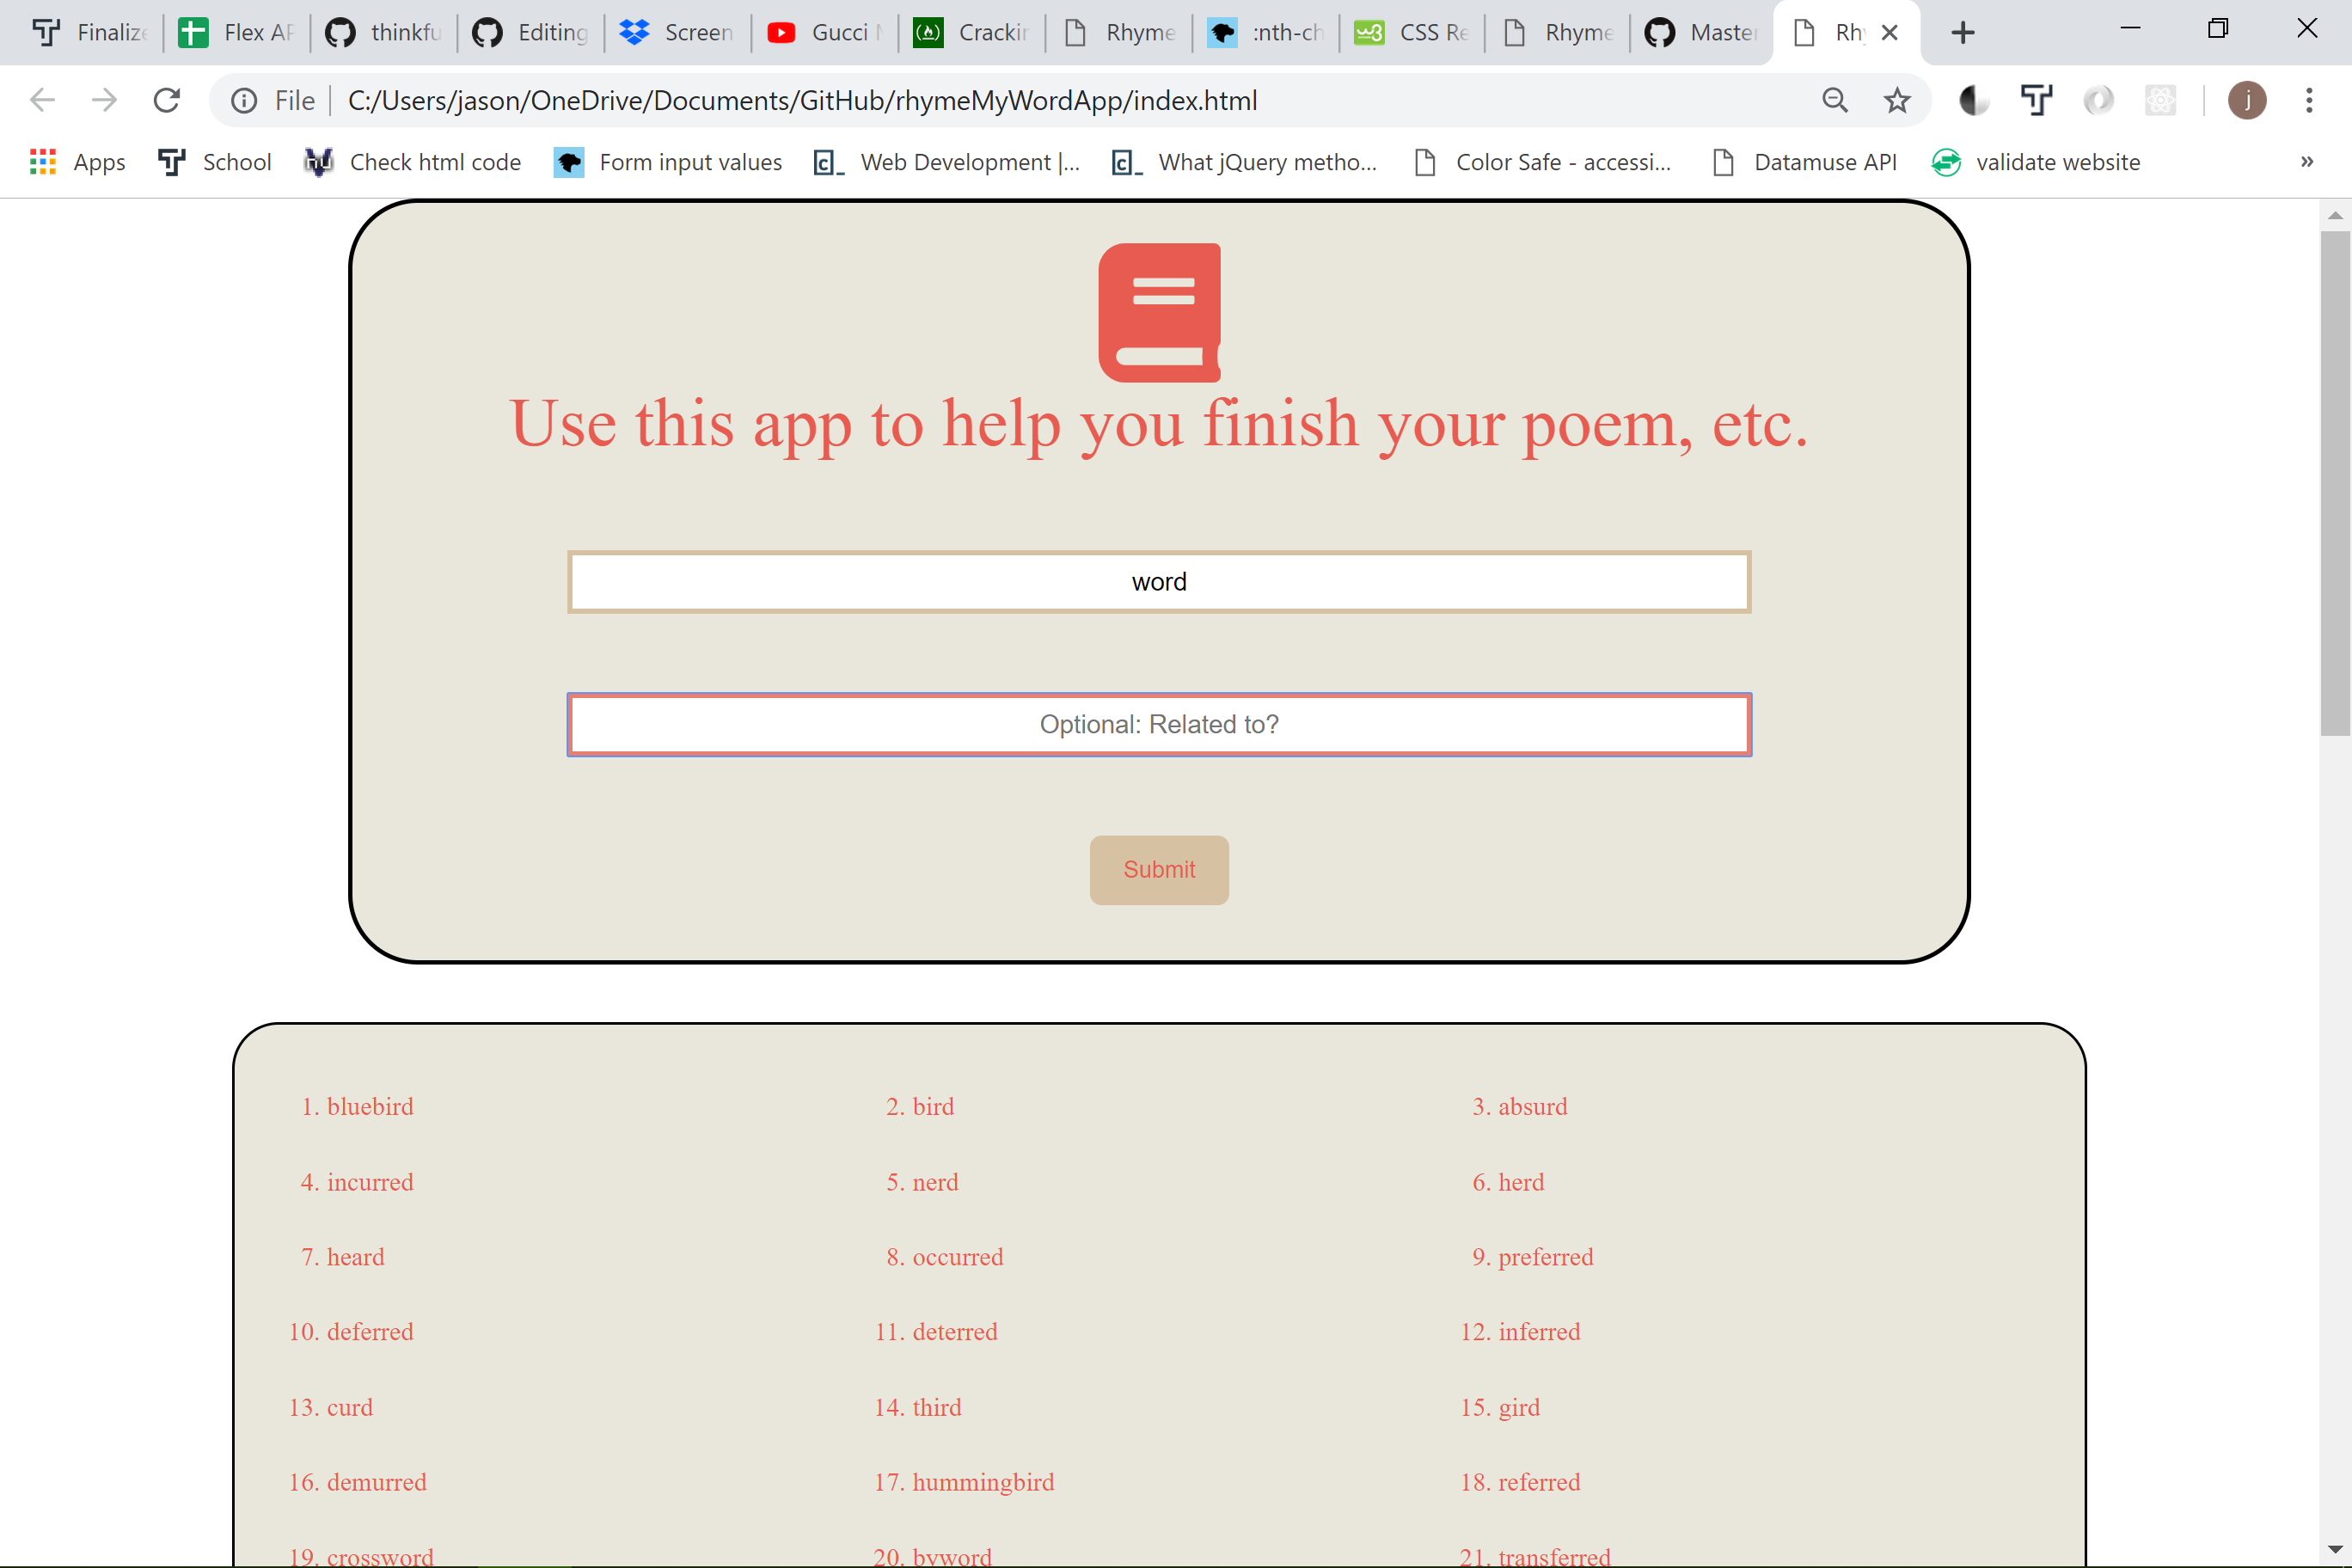 Finalize Flex AP thinkfu Editing Screen Gucci Crackin Rhyme :nth-ch CSS Re Rhyme Master Rhy
File C:/Users/jason/OneDrive/Documents/GitHub/rhymeMyWordApp/index.html j
Apps School Check html code Form input values Web Development |... What jQuery metho... Color Safe - accessi... Datamuse API validate website »
Use this app to help you finish your poem, etc.
word
Optional: Related to?
Submit
1. bluebird 2. bird 3. absurd
4. incurred 5. nerd 6. herd
7. heard 8. occurred 9. preferred
10. deferred 11. deterred 12. inferred
13. curd 14. third 15. gird
16. demurred 17. hummingbird 18. referred
19. crossword 20. byword 21. transferred